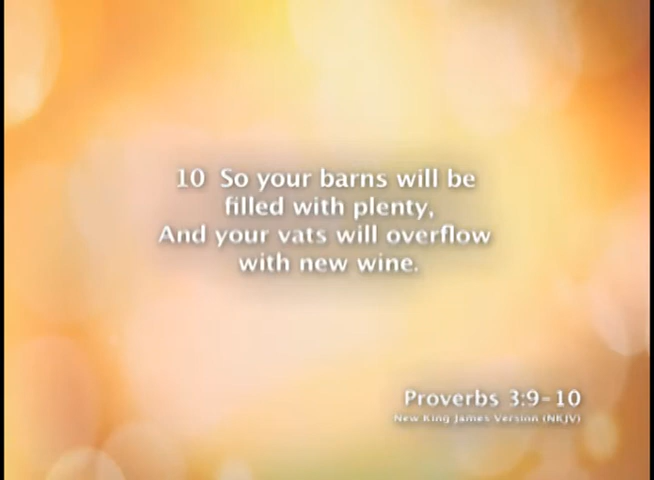 10 So your barns will be
filled with plenty,
And your vats will overflow
with new wine.
Proverbs 3:9-10
New King James Version (NKJV)